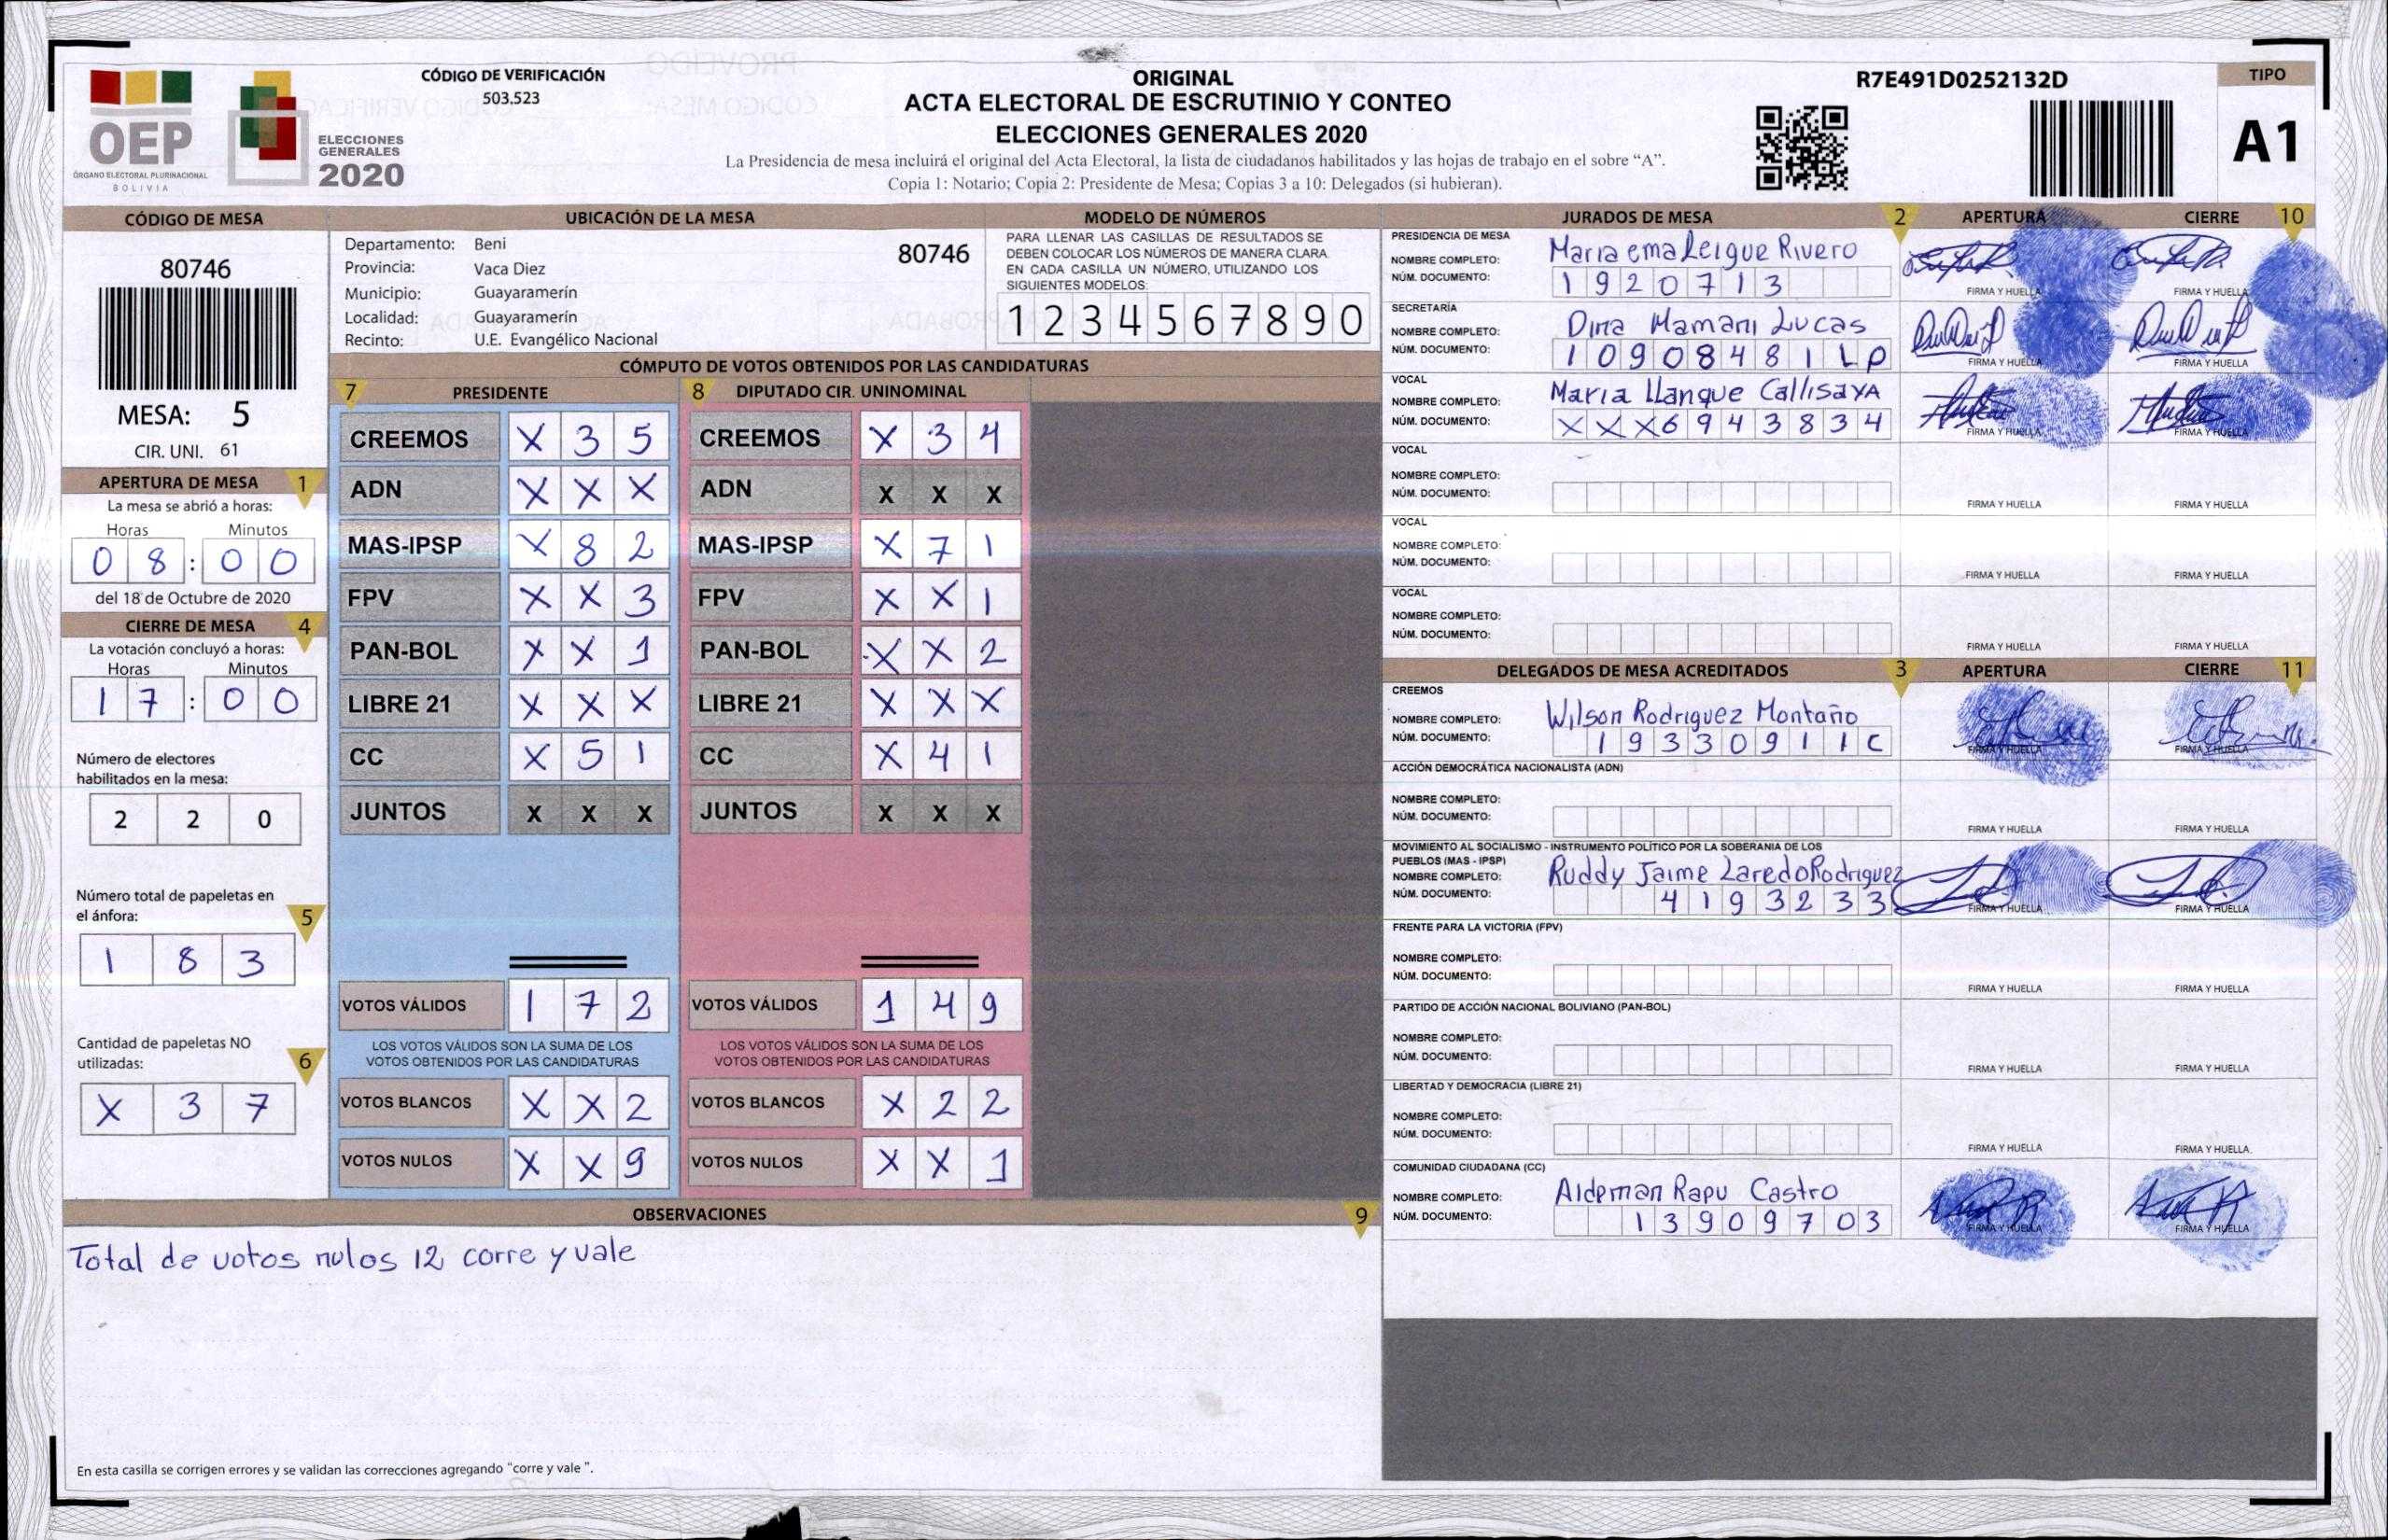 CÓDIGO DE VERIFICACIÓN
503.523
OEP
ÓRGANO ELECTORAL PLURINACIONAL
BOLIVIA
ELECCIONES
GENERALES
2020
ORIGINAL
ACTA ELECTORAL DE ESCRUTINIO Y CONTEO
ELECCIONES GENERALES 2020
La Presidencia de mesa incluirá el original del Acta Electoral, la lista de ciudadanos habilitados y las hojas de trabajo en el sobre “A”.
Copia 1: Notario; Copia 2: Presidente de Mesa; Copias 3 a 10: Delegados (si hubieran).
R7E491D0252132D
TIPO
A1
CÓDIGO DE MESA
80746
MESA: 5
CIR. UNI. 61
APERTURA DE MESA 1
La mesa se abrió a horas:
Horas Minutos
0 8 : 0 0
del 18 de Octubre de 2020
CIERRE DE MESA 4
La votación concluyó a horas:
Horas Minutos
1 7 : 0 0
Número de electores
habilitados en la mesa:
2 2 0
Número total de papeletas en
el ánfora: 5
1 8 3
Cantidad de papeletas NO
utilizadas: 6
X 3 7
UBICACIÓN DE LA MESA
Departamento: Beni
80746
Provincia: Vaca Diez
Municipio: Guayaramerín
Localidad: Guayaramerín
Recinto: U.E. Evangélico Nacional
MODELO DE NÚMEROS
PARA LLENAR LAS CASILLAS DE RESULTADOS SE
DEBEN COLOCAR LOS NÚMEROS DE MANERA CLARA
EN CADA CASILLA UN NÚMERO, UTILIZANDO LOS
SIGUIENTES MODELOS:
1 2 3 4 5 6 7 8 9 0
CÓMPUTO DE VOTOS OBTENIDOS POR LAS CANDIDATURAS
7 PRESIDENTE
CREEMOS X 3 5
ADN X X X
MAS-IPSP X 8 2
FPV X X 3
PAN-BOL X X 1
LIBRE 21 X X X
CC X 5 1
JUNTOS X X X
VOTOS VÁLIDOS 1 7 2
LOS VOTOS VÁLIDOS SON LA SUMA DE LOS
VOTOS OBTENIDOS POR LAS CANDIDATURAS
VOTOS BLANCOS X X 2
VOTOS NULOS X X 9
8 DIPUTADO CIR. UNINOMINAL
CREEMOS X 3 4
ADN X X X
MAS-IPSP X 7 1
FPV X X 1
PAN-BOL X X 2
LIBRE 21 X X X
CC X 4 1
JUNTOS X X X
VOTOS VÁLIDOS 1 4 9
LOS VOTOS VÁLIDOS SON LA SUMA DE LOS
VOTOS OBTENIDOS POR LAS CANDIDATURAS
VOTOS BLANCOS X 2 2
VOTOS NULOS X X 1
OBSERVACIONES 9
Total de votos nulos 12 corre y vale
En esta casilla se corrigen errores y se validan las correcciones agregando “corre y vale ”.
JURADOS DE MESA 2 APERTURA CIERRE 10
PRESIDENCIA DE MESA
NOMBRE COMPLETO: Maria ema Leigue Rivero
NÚM. DOCUMENTO: 1 9 2 0 7 1 3
FIRMA Y HUELLA FIRMA Y HUELLA
SECRETARÍA
NOMBRE COMPLETO: Dina Mamani Lucas
NÚM. DOCUMENTO: 1 0 9 0 8 4 8 1 L P
FIRMA Y HUELLA FIRMA Y HUELLA
VOCAL
NOMBRE COMPLETO: Maria LLanque Callisaya
NÚM. DOCUMENTO: X X X 6 9 4 3 8 3 4
FIRMA Y HUELLA FIRMA Y HUELLA
VOCAL
NOMBRE COMPLETO:
NÚM. DOCUMENTO:
FIRMA Y HUELLA FIRMA Y HUELLA
VOCAL
NOMBRE COMPLETO:
NÚM. DOCUMENTO:
FIRMA Y HUELLA FIRMA Y HUELLA
VOCAL
NOMBRE COMPLETO:
NÚM. DOCUMENTO:
FIRMA Y HUELLA FIRMA Y HUELLA
DELEGADOS DE MESA ACREDITADOS 3 APERTURA CIERRE 11
CREEMOS
NOMBRE COMPLETO: Wilson Rodriguez Montaño
NÚM. DOCUMENTO: 1 9 3 3 0 9 1 1 C
FIRMA Y HUELLA FIRMA Y HUELLA
ACCIÓN DEMOCRÁTICA NACIONALISTA (ADN)
NOMBRE COMPLETO:
NÚM. DOCUMENTO:
FIRMA Y HUELLA FIRMA Y HUELLA
MOVIMIENTO AL SOCIALISMO - INSTRUMENTO POLÍTICO POR LA SOBERANIA DE LOS
PUEBLOS (MAS - IPSP)
NOMBRE COMPLETO: Ruddy Jaime Laredo Rodriguez
NÚM. DOCUMENTO: 4 1 9 3 2 3 3
FIRMA Y HUELLA FIRMA Y HUELLA
FRENTE PARA LA VICTORIA (FPV)
NOMBRE COMPLETO:
NÚM. DOCUMENTO:
FIRMA Y HUELLA FIRMA Y HUELLA
PARTIDO DE ACCIÓN NACIONAL BOLIVIANO (PAN-BOL)
NOMBRE COMPLETO:
NÚM. DOCUMENTO:
FIRMA Y HUELLA FIRMA Y HUELLA
LIBERTAD Y DEMOCRACIA (LIBRE 21)
NOMBRE COMPLETO:
NÚM. DOCUMENTO:
FIRMA Y HUELLA FIRMA Y HUELLA
COMUNIDAD CIUDADANA (CC)
NOMBRE COMPLETO: Aldeman Rapu Castro
NÚM. DOCUMENTO: 1 3 9 0 9 7 0 3
FIRMA Y HUELLA FIRMA Y HUELLA